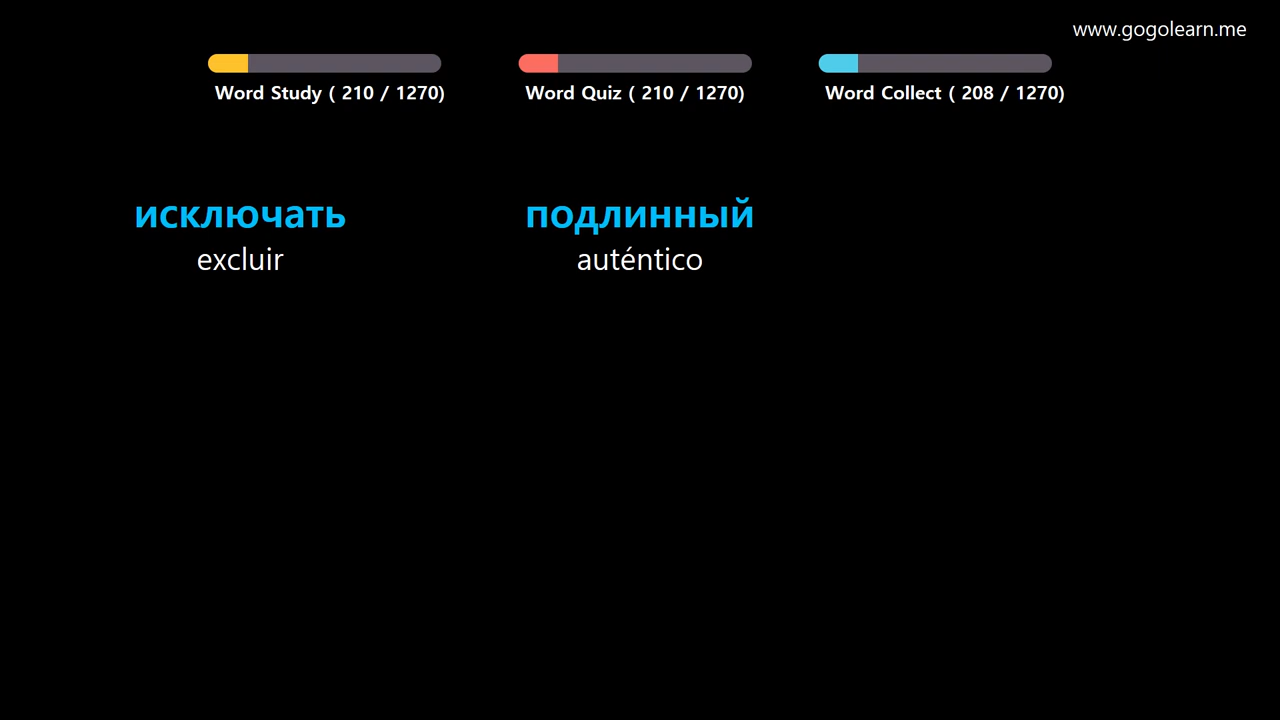 www.gogolearn.me
Word Study ( 210 / 1270)
Word Quiz ( 210 / 1270)
Word Collect ( 208 / 1270)
исключать
excluir
подлинный
auténtico